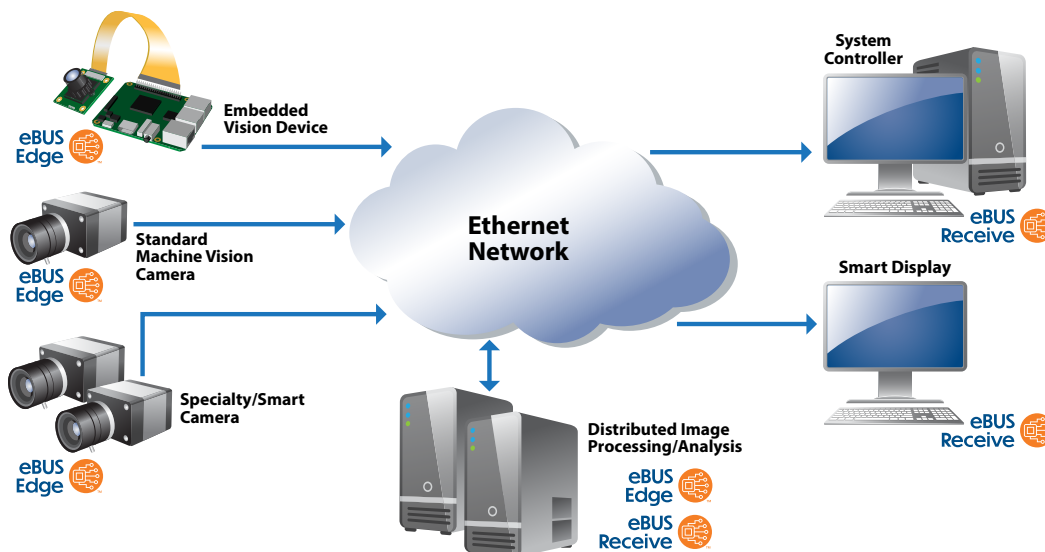 Embedded
Vision Device
eBUS
Edge
Standard
Machine Vision
Camera
eBUS
Edge
Specialty/Smart
Camera
eBUS
Edge
Ethernet
Network
Distributed Image
Processing/Analysis
eBUS
Edge
eBUS
Receive
System
Controller
eBUS
Receive
Smart Display
eBUS
Receive